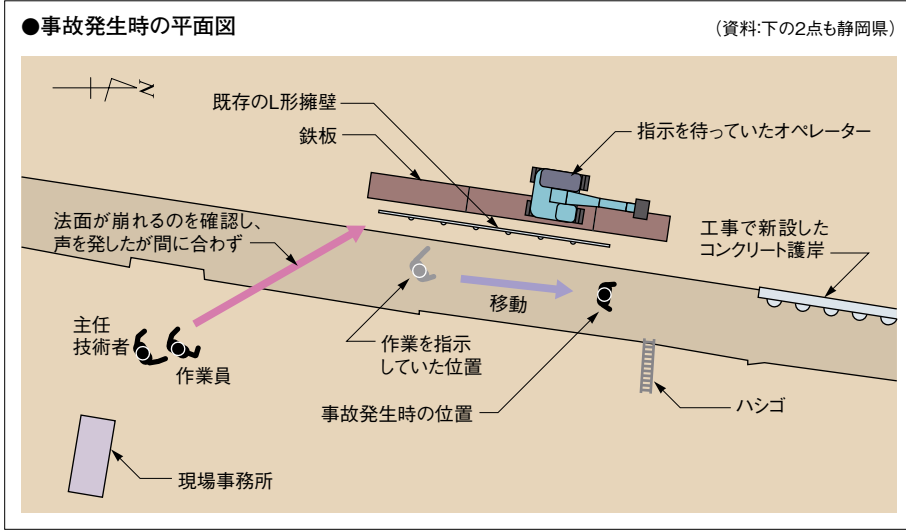 ●事故発生時の平面図
（資料：下の2点も静岡県）
N
既存のL形擁壁
鉄板
指示を待っていたオペレーター
法面が崩れるのを確認し、
声を発したが間に合わず
工事で新設した
コンクリート護岸
移動
主任
技術者
作業員
作業を指示
していた位置
事故発生時の位置
ハシゴ
現場事務所